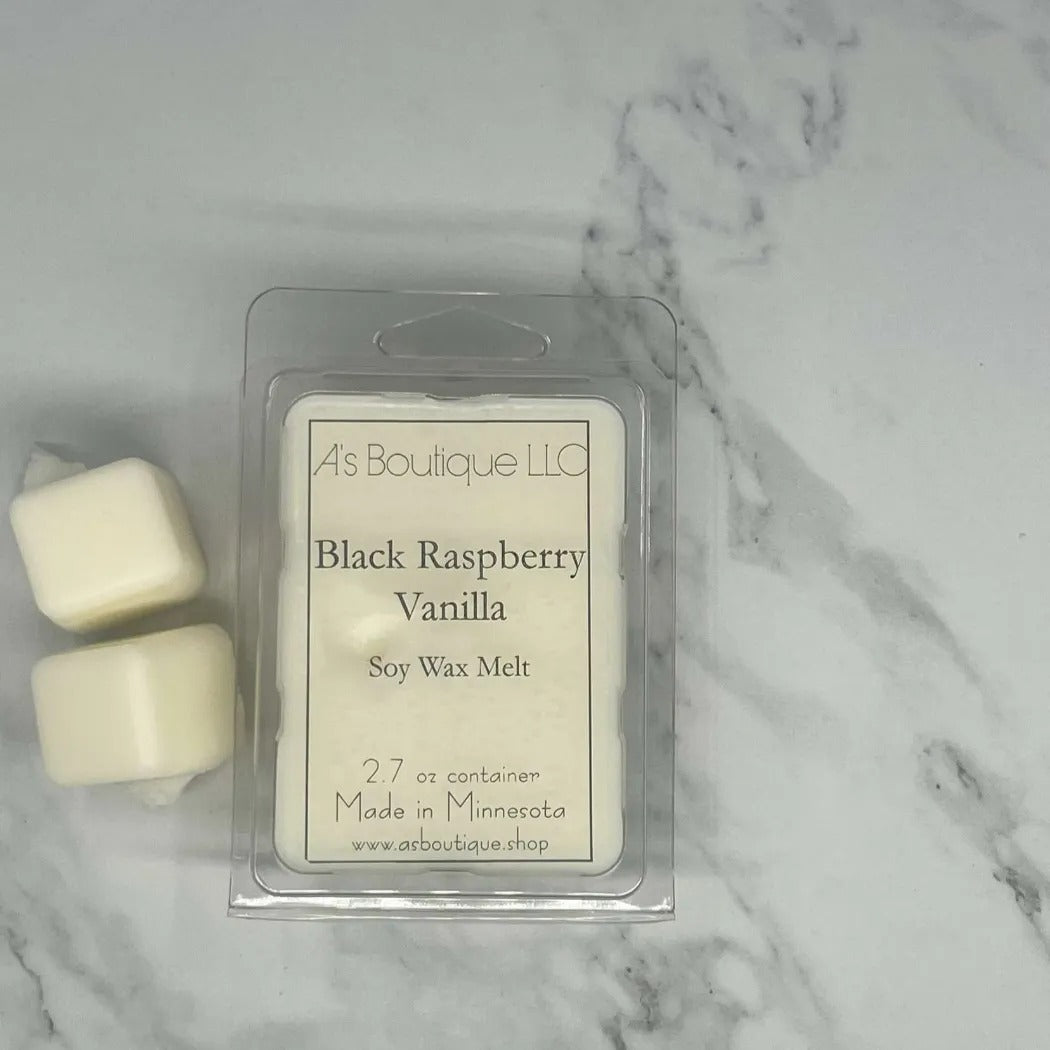 A's Boutique LLC
Black Raspberry
Vanilla
Soy Wax Melt
2.7 oz container
Made in Minnesota
www.asboutique.shop